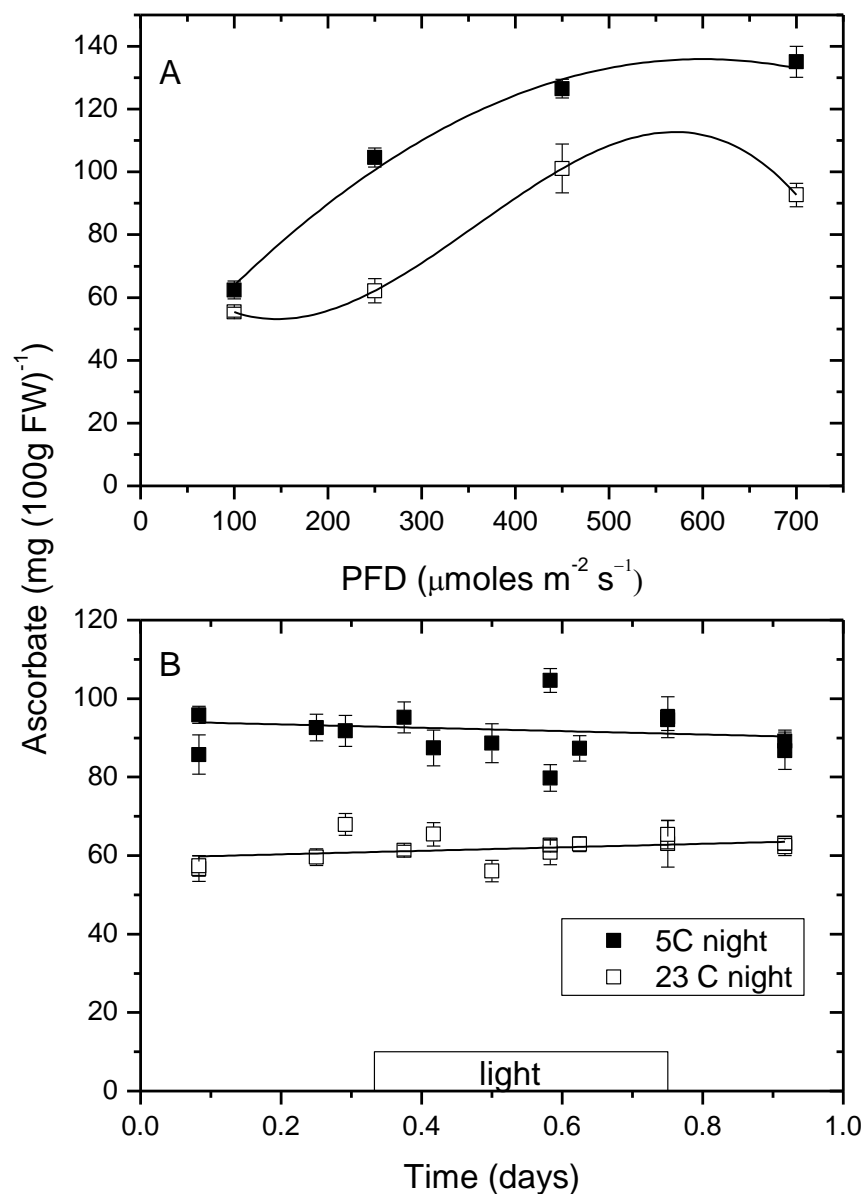 A
140
120
100
80
60
40
20
0
0 100 200 300 400 500 600 700
PFD (μmoles m-2 s-1)
Ascorbate (mg (100g FW)-1)
B
120
100
80
60
40
20
0
5C night
23 C night
light
0.0 0.2 0.4 0.6 0.8 1.0
Time (days)